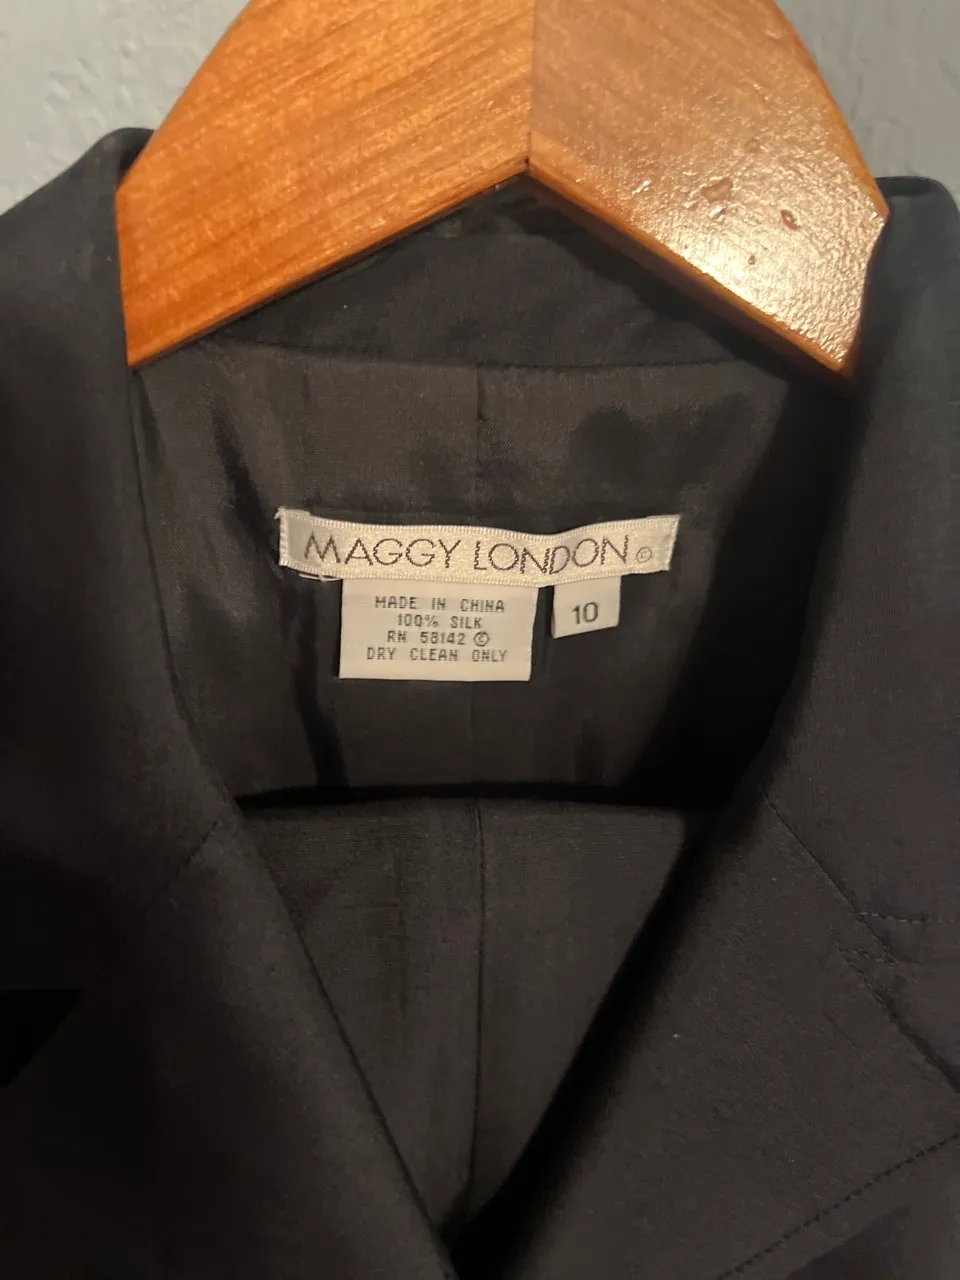 MAGGY LONDON ©
MADE IN CHINA
100% SILK
RN 58142 ©
DRY CLEAN ONLY
10